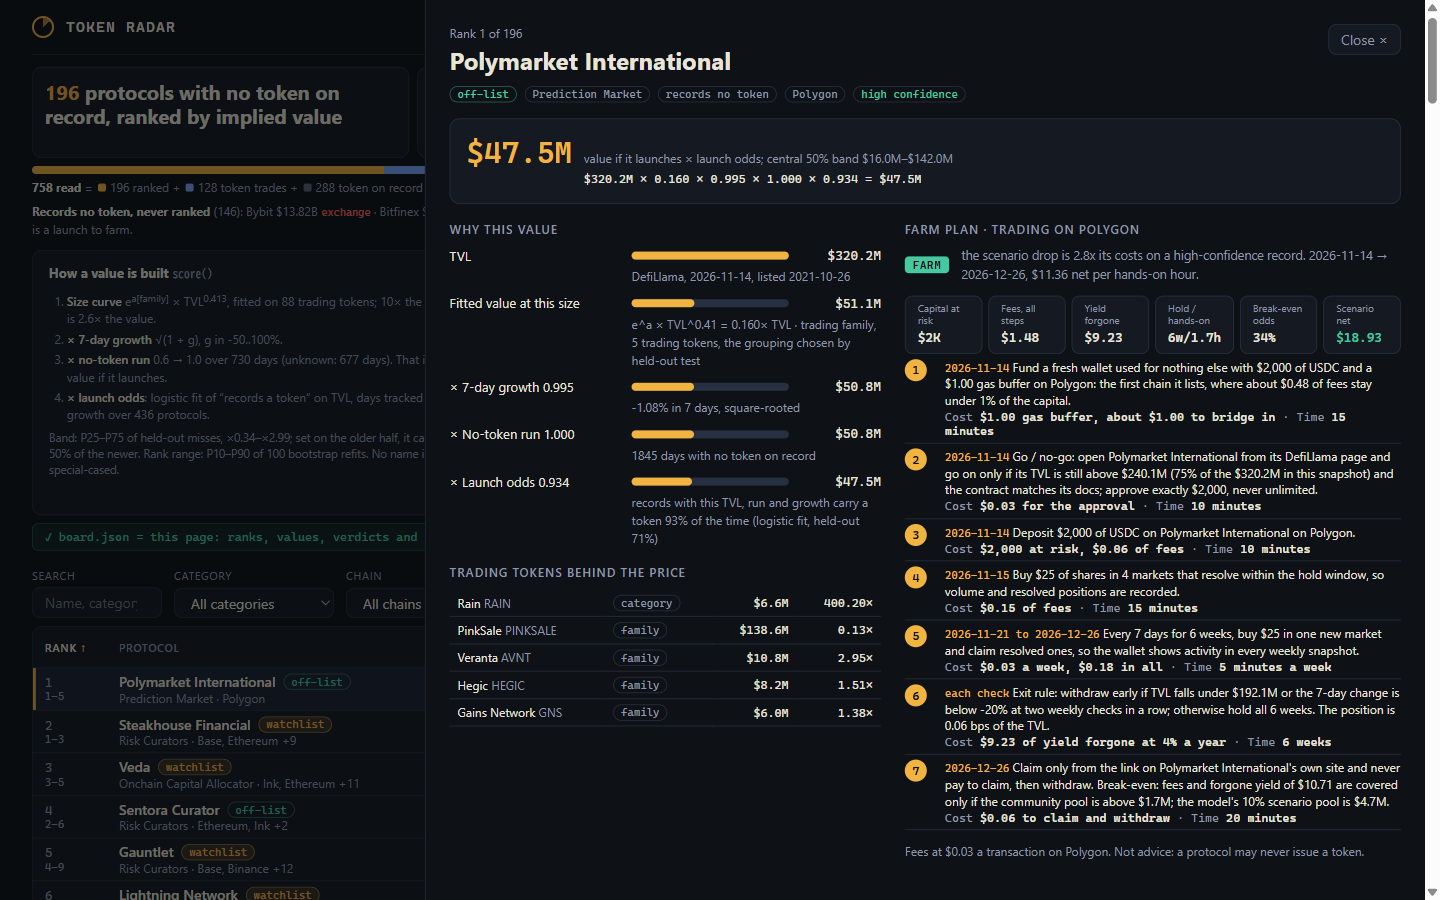 TOKEN RADAR
196 protocols with no token on
record, ranked by implied value
758 read = 196 ranked + 128 token trades + 288 token on record
Records no token, never ranked (146): Bybit $13.82B exchange · Bitfinex
is a launch to farm.
How a value is built score()
1. Size curve e^a[family] × TVL^0.413, fitted on 88 trading tokens; 10× the
is 2.6× the value.
2. × 7-day growth √(1 + g), g in -50..100%.
3. × no-token run 0.6 → 1.0 over 730 days (unknown: 677 days). That i
value if it launches.
4. × launch odds: logistic fit of “records a token” on TVL, days tracked
growth over 436 protocols.
Band: P25–P75 of held-out misses, ×0.34–×2.99; set on the older half, it ca
50% of the newer. Rank range: P10–P90 of 100 bootstrap refits. No name i
special-cased.
✓ board.json = this page: ranks, values, verdicts and
SEARCH
CATEGORY
CHAIN
Name, categor
All categories
All chains
RANK ↑
PROTOCOL
1
1–5
Polymarket International off-list
Prediction Market · Polygon
2
1–3
Steakhouse Financial watchlist
Risk Curators · Base, Ethereum +9
3
3–5
Veda watchlist
Onchain Capital Allocator · Ink, Ethereum +11
4
2–6
Sentora Curator off-list
Risk Curators · Ethereum, Ink +2
5
4–9
Gauntlet watchlist
Risk Curators · Base, Binance +12
6
Lightning Network watchlist
Rank 1 of 196
Close ×
Polymarket International
off-list
Prediction Market
records no token
Polygon
high confidence
$47.5M value if it launches × launch odds; central 50% band $16.0M–$142.0M
$320.2M × 0.160 × 0.995 × 1.000 × 0.934 = $47.5M
WHY THIS VALUE
TVL $320.2M
DefiLlama, 2026-11-14, listed 2021-10-26
Fitted value at this size $51.1M
e^a × TVL^0.41 = 0.160× TVL · trading family,
5 trading tokens, the grouping chosen by
held-out test
× 7-day growth 0.995 $50.8M
-1.08% in 7 days, square-rooted
× No-token run 1.000 $50.8M
1845 days with no token on record
× Launch odds 0.934 $47.5M
records with this TVL, run and growth carry a
token 93% of the time (logistic fit, held-out
71%)
TRADING TOKENS BEHIND THE PRICE
Rain RAIN category $6.6M 400.20×
PinkSale PINKSALE family $138.6M 0.13×
Veranta AVNT family $10.8M 2.95×
Hegic HEGIC family $8.2M 1.51×
Gains Network GNS family $6.0M 1.38×
FARM PLAN · TRADING ON POLYGON
FARM
the scenario drop is 2.8x its costs on a high-confidence record. 2026-11-14 →
2026-12-26, $11.36 net per hands-on hour.
Capital at
risk
$2K
Fees, all
steps
$1.48
Yield
forgone
$9.23
Hold /
hands-on
6w/1.7h
Break-even
odds
34%
Scenario
net
$18.93
1
2026-11-14 Fund a fresh wallet used for nothing else with $2,000 of USDC and a
$1.00 gas buffer on Polygon: the first chain it lists, where about $0.48 of fees stay
under 1% of the capital.
Cost $1.00 gas buffer, about $1.00 to bridge in · Time 15
minutes
2
2026-11-14 Go / no-go: open Polymarket International from its DefiLlama page and
go on only if its TVL is still above $240.1M (75% of the $320.2M in this snapshot) and
the contract matches its docs; approve exactly $2,000, never unlimited.
Cost $0.03 for the approval · Time 10 minutes
3
2026-11-14 Deposit $2,000 of USDC on Polymarket International on Polygon.
Cost $2,000 at risk, $0.06 of fees · Time 10 minutes
4
2026-11-15 Buy $25 of shares in 4 markets that resolve within the hold window, so
volume and resolved positions are recorded.
Cost $0.15 of fees · Time 15 minutes
5
2026-11-21 to 2026-12-26 Every 7 days for 6 weeks, buy $25 in one new market
and claim resolved ones, so the wallet shows activity in every weekly snapshot.
Cost $0.03 a week, $0.18 in all · Time 5 minutes a week
6
each check Exit rule: withdraw early if TVL falls under $192.1M or the 7-day change is
below -20% at two weekly checks in a row; otherwise hold all 6 weeks. The position is
0.06 bps of the TVL.
Cost $9.23 of yield forgone at 4% a year · Time 6 weeks
7
2026-12-26 Claim only from the link on Polymarket International's own site and never
pay to claim, then withdraw. Break-even: fees and forgone yield of $10.71 are covered
only if the community pool is above $1.7M; the model's 10% scenario pool is $4.7M.
Cost $0.06 to claim and withdraw · Time 20 minutes
Fees at $0.03 a transaction on Polygon. Not advice: a protocol may never issue a token.